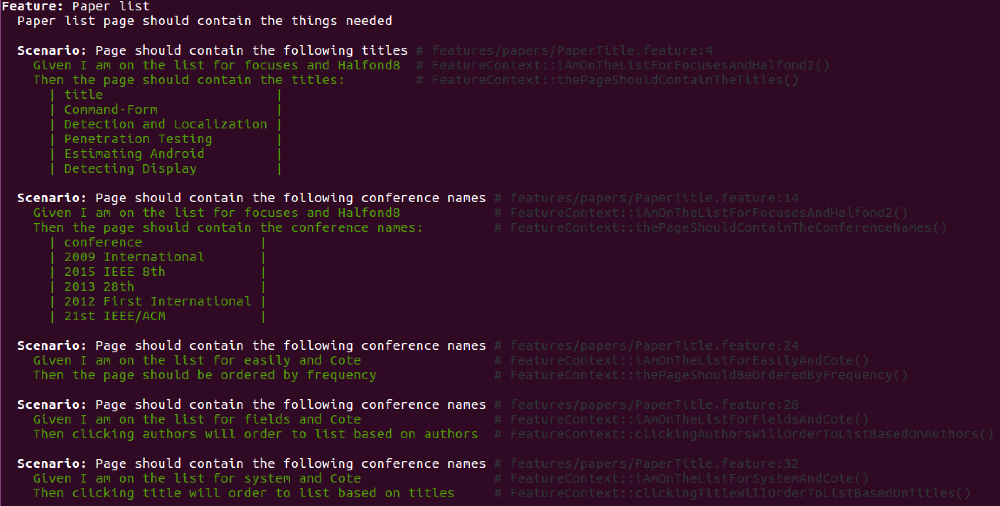 Feature: Paper list
  Paper list page should contain the things needed

  Scenario: Page should contain the following titles # features/papers/PaperTitle.feature:4
    Given I am on the list for focuses and Halfond8  # FeatureContext::iAmOnTheListForFocusesAndHalfond2()
    Then the page should contain the titles:         # FeatureContext::thePageShouldContainTheTitles()
      | title                      |
      | Command-Form               |
      | Detection and Localization |
      | Penetration Testing        |
      | Estimating Android         |
      | Detecting Display          |

  Scenario: Page should contain the following conference names # features/papers/PaperTitle.feature:14
    Given I am on the list for focuses and Halfond8            # FeatureContext::iAmOnTheListForFocusesAndHalfond2()
    Then the page should contain the conference names:         # FeatureContext::thePageShouldContainTheConferenceNames()
      | conference               |
      | 2009 International       |
      | 2015 IEEE 8th            |
      | 2013 28th                |
      | 2012 First International |
      | 21st IEEE/ACM            |

  Scenario: Page should contain the following conference names # features/papers/PaperTitle.feature:24
    Given I am on the list for easily and Cote                 # FeatureContext::iAmOnTheListForEasilyAndCote()
    Then the page should be ordered by frequency               # FeatureContext::thePageShouldBeOrderedByFrequency()

  Scenario: Page should contain the following conference names # features/papers/PaperTitle.feature:28
    Given I am on the list for fields and Cote                 # FeatureContext::iAmOnTheListForFieldsAndCote()
    Then clicking authors will order to list based on authors  # FeatureContext::clickingAuthorsWillOrderToListBasedOnAuthors()

  Scenario: Page should contain the following conference names # features/papers/PaperTitle.feature:32
    Given I am on the list for system and Cote                 # FeatureContext::iAmOnTheListForSystemAndCote()
    Then clicking title will order to list based on titles     # FeatureContext::clickingTitleWillOrderToListBasedOnTitles()